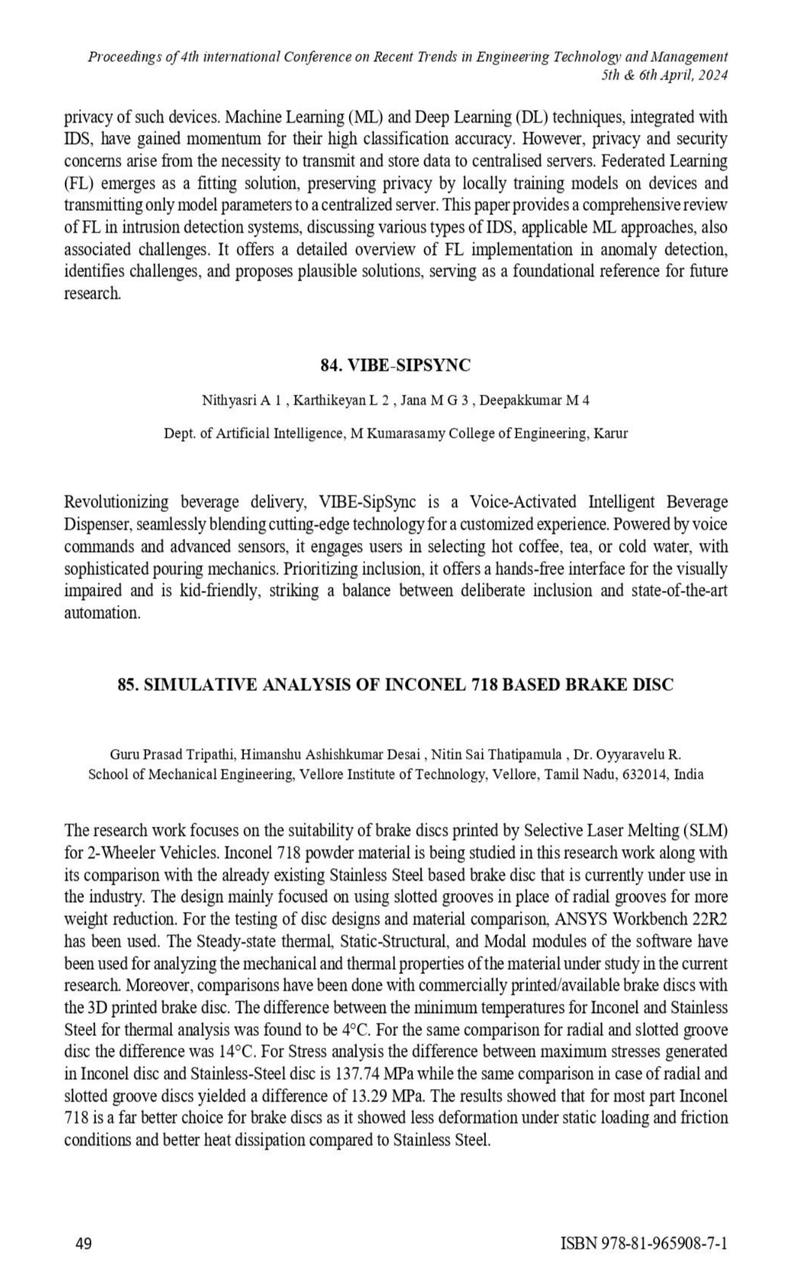 Proceedings of 4th international Conference on Recent Trends in Engineering Technology and Management
5th & 6th April, 2024
privacy of such devices. Machine Learning (ML) and Deep Learning (DL) techniques, integrated with
IDS, have gained momentum for their high classification accuracy. However, privacy and security
concerns arise from the necessity to transmit and store data to centralised servers. Federated Learning
(FL) emerges as a fitting solution, preserving privacy by locally training models on devices and
transmitting only model parameters to a centralized server. This paper provides a comprehensive review
of FL in intrusion detection systems, discussing various types of IDS, applicable ML approaches, also
associated challenges. It offers a detailed overview of FL implementation in anomaly detection,
identifies challenges, and proposes plausible solutions, serving as a foundational reference for future
research.
84. VIBE-SIPSYNC
Nithyasri A 1 , Karthikeyan L 2 , Jana M G 3 , Deepakkumar M 4
Dept. of Artificial Intelligence, M Kumarasamy College of Engineering, Karur
Revolutionizing beverage delivery, VIBE-SipSync is a Voice-Activated Intelligent Beverage
Dispenser, seamlessly blending cutting-edge technology for a customized experience. Powered by voice
commands and advanced sensors, it engages users in selecting hot coffee, tea, or cold water, with
sophisticated pouring mechanics. Prioritizing inclusion, it offers a hands-free interface for the visually
impaired and is kid-friendly, striking a balance between deliberate inclusion and state-of-the-art
automation.
85. SIMULATIVE ANALYSIS OF INCONEL 718 BASED BRAKE DISC
Guru Prasad Tripathi, Himanshu Ashishkumar Desai , Nitin Sai Thatipamula , Dr. Oyyaravelu R.
School of Mechanical Engineering, Vellore Institute of Technology, Vellore, Tamil Nadu, 632014, India
The research work focuses on the suitability of brake discs printed by Selective Laser Melting (SLM)
for 2-Wheeler Vehicles. Inconel 718 powder material is being studied in this research work along with
its comparison with the already existing Stainless Steel based brake disc that is currently under use in
the industry. The design mainly focused on using slotted grooves in place of radial grooves for more
weight reduction. For the testing of disc designs and material comparison, ANSYS Workbench 22R2
has been used. The Steady-state thermal, Static-Structural, and Modal modules of the software have
been used for analyzing the mechanical and thermal properties of the material under study in the current
research. Moreover, comparisons have been done with commercially printed/available brake discs with
the 3D printed brake disc. The difference between the minimum temperatures for Inconel and Stainless
Steel for thermal analysis was found to be 4°C. For the same comparison for radial and slotted groove
disc the difference was 14°C. For Stress analysis the difference between maximum stresses generated
in Inconel disc and Stainless-Steel disc is 137.74 MPa while the same comparison in case of radial and
slotted groove discs yielded a difference of 13.29 MPa. The results showed that for most part Inconel
718 is a far better choice for brake discs as it showed less deformation under static loading and friction
conditions and better heat dissipation compared to Stainless Steel.
49
ISBN 978-81-965908-7-1